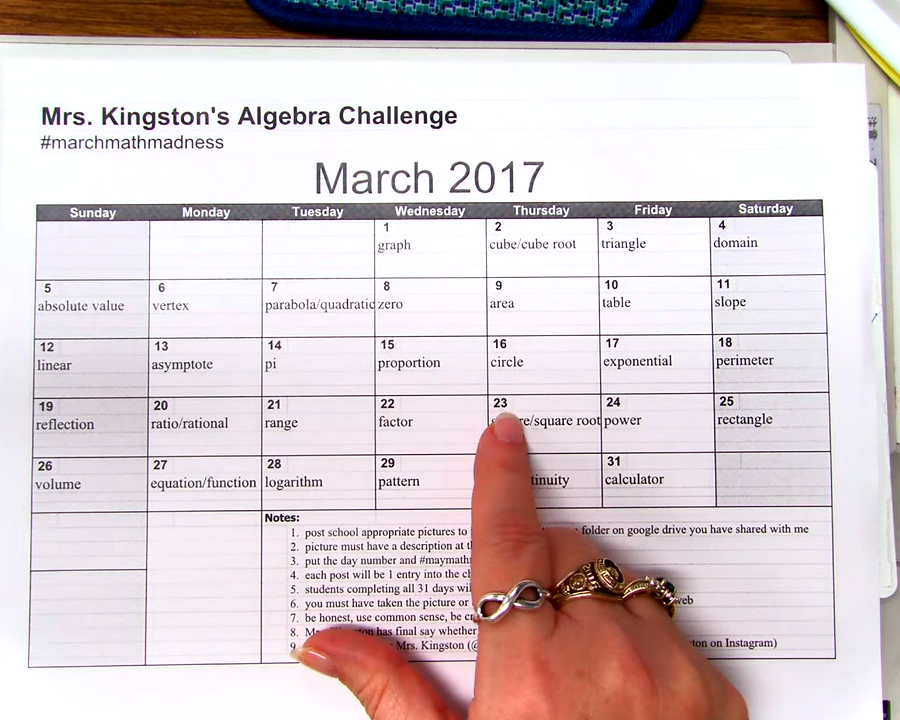 Mrs. Kingston's Algebra Challenge
#marchmathmadness
March 2017
Sunday Monday Tuesday Wednesday Thursday Friday Saturday
1 2 3 4
graph cube/cube root triangle domain
5 6 7 8 9 10 11
absolute value vertex parabola/quadratic zero area table slope
12 13 14 15 16 17 18
linear asymptote pi proportion circle exponential perimeter
19 20 21 22 23 24 25
reflection ratio/rational range factor /square root power rectangle
26 27 28 29 31
volume equation/function logarithm pattern tinuity calculator
Notes:
1. post school appropriate pictures to folder on google drive you have shared with me
2. picture must have a description at
3. put the day number and #maymath
4. each post will be 1 entry into the
5. students completing all 31 days
6. you must have taken the picture or web
7. be honest, use common sense, be
8. has final say whether
9. Mrs. Kingston (@ ton on Instagram)